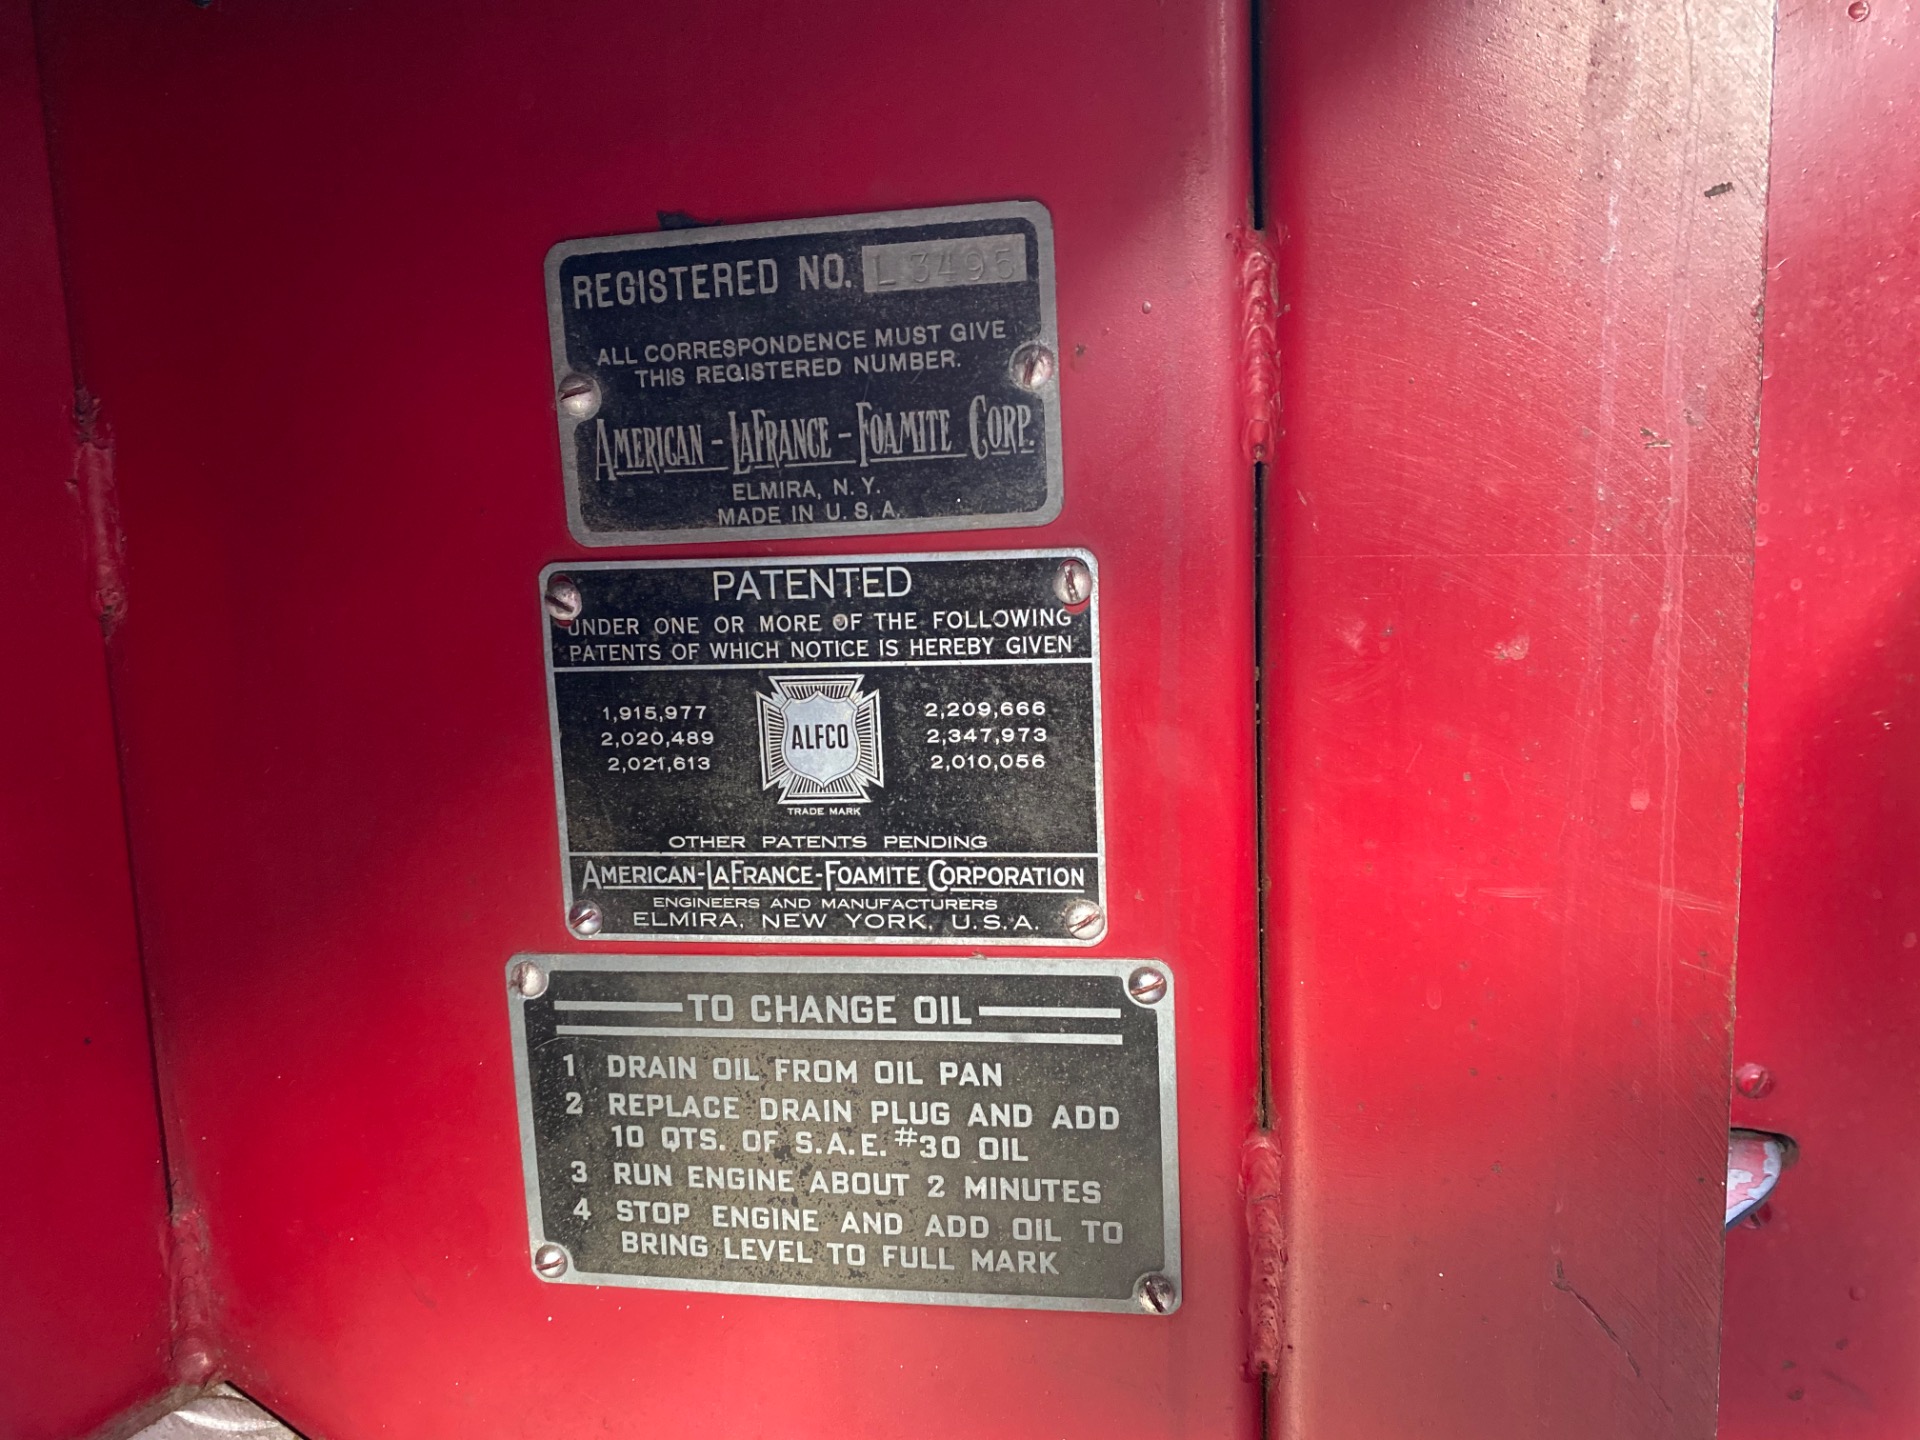 REGISTERED NO. L 3495
ALL CORRESPONDENCE MUST GIVE
THIS REGISTERED NUMBER.
AMERICAN-LAFRANCE-FOAMITE CORP.
ELMIRA, N. Y.
MADE IN U. S. A.
PATENTED
UNDER ONE OR MORE OF THE FOLLOWING
PATENTS OF WHICH NOTICE IS HEREBY GIVEN
1,915,977
2,020,489
2,021,613
ALFCO
TRADE MARK
2,209,666
2,347,973
2,010,056
OTHER PATENTS PENDING
AMERICAN-LAFRANCE-FOAMITE CORPORATION
ENGINEERS AND MANUFACTURERS
ELMIRA, NEW YORK, U.S.A.
TO CHANGE OIL
1 DRAIN OIL FROM OIL PAN
2 REPLACE DRAIN PLUG AND ADD
10 QTS. OF S.A.E. #30 OIL
3 RUN ENGINE ABOUT 2 MINUTES
4 STOP ENGINE AND ADD OIL TO
BRING LEVEL TO FULL MARK